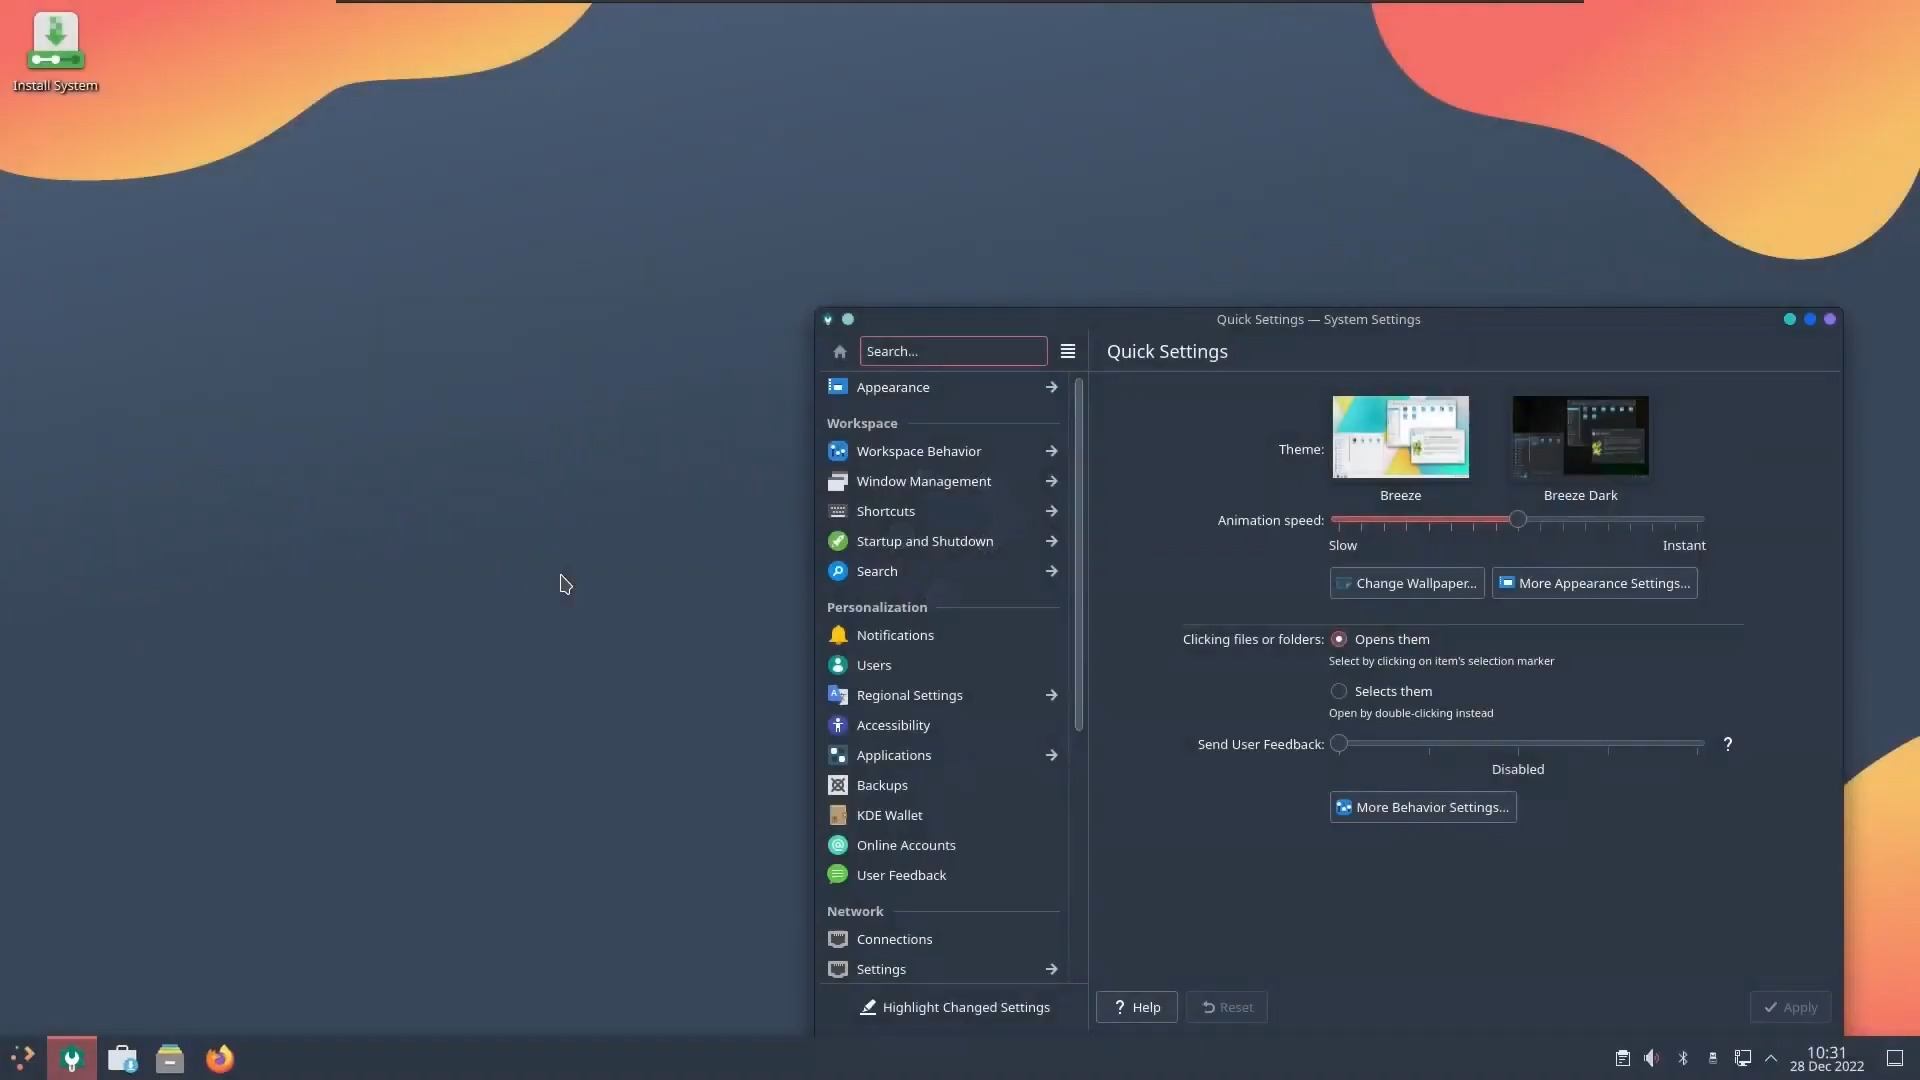 Install System
Quick Settings — System Settings
Search...
Quick Settings
Appearance
Workspace
Workspace Behavior
Window Management
Shortcuts
Startup and Shutdown
Search
Personalization
Notifications
Users
Regional Settings
Accessibility
Applications
Backups
KDE Wallet
Online Accounts
User Feedback
Network
Connections
Settings
Highlight Changed Settings
Theme:
Breeze
Breeze Dark
Animation speed:
Slow
Instant
Change Wallpaper...
More Appearance Settings...
Clicking files or folders:
Opens them
Select by clicking on item's selection marker
Selects them
Open by double-clicking instead
Send User Feedback:
?
Disabled
More Behavior Settings...
? Help
Reset
Apply
10:31
28 Dec 2022